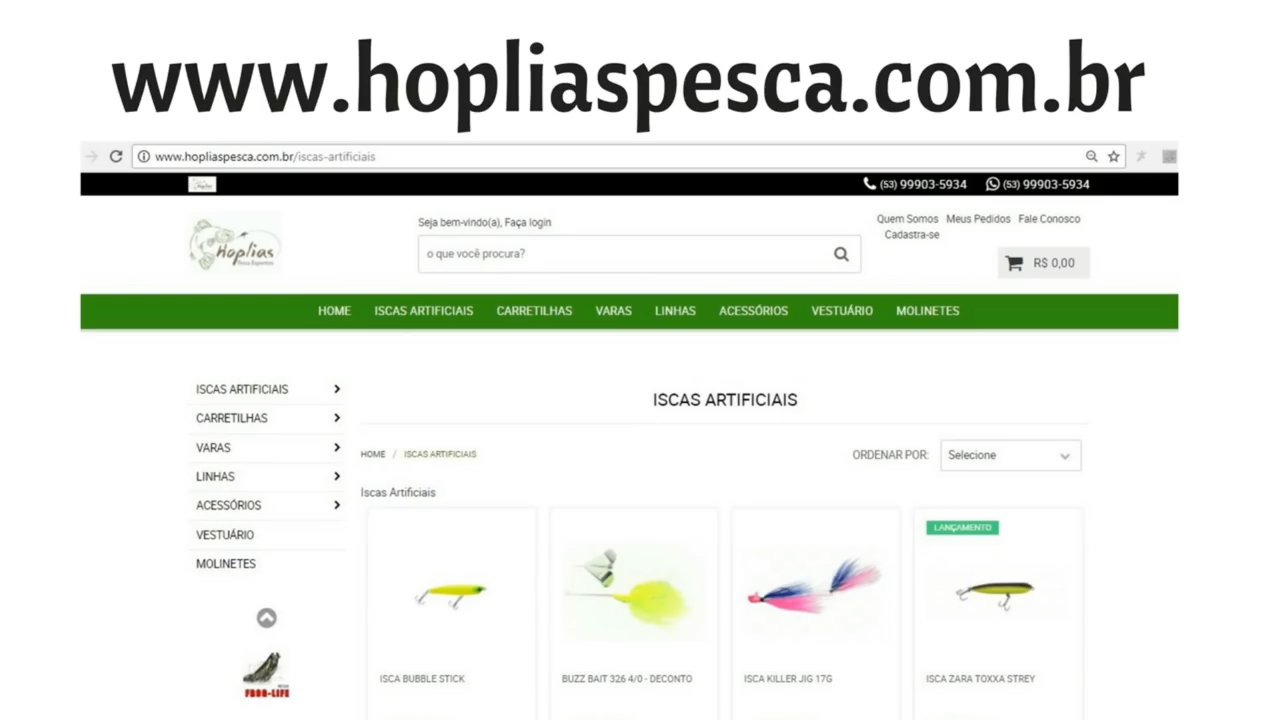 www.hopliaspesca.com.br
www.hopliaspesca.com.br/iscas-artificiais
(53) 99903-5934 (53) 99903-5934
Hoplias
Seja bem-vindo(a), Faça login
Quem Somos Meus Pedidos Fale Conosco
Cadastra-se
o que você procura?
R$ 0,00
HOME ISCAS ARTIFICIAIS CARRETILHAS VARAS LINHAS ACESSÓRIOS VESTUÁRIO MOLINETES
ISCAS ARTIFICIAIS
CARRETILHAS
VARAS
LINHAS
ACESSÓRIOS
VESTUÁRIO
MOLINETES
FROG-LIFE
ISCAS ARTIFICIAIS
HOME / ISCAS ARTIFICIAIS
ORDENAR POR: Selecione
Iscas Artificiais
LANÇAMENTO
ISCA BUBBLE STICK
BUZZ BAIT 326 4/0 - DECONTO
ISCA KILLER JIG 17G
ISCA ZARA TOXXA STREY